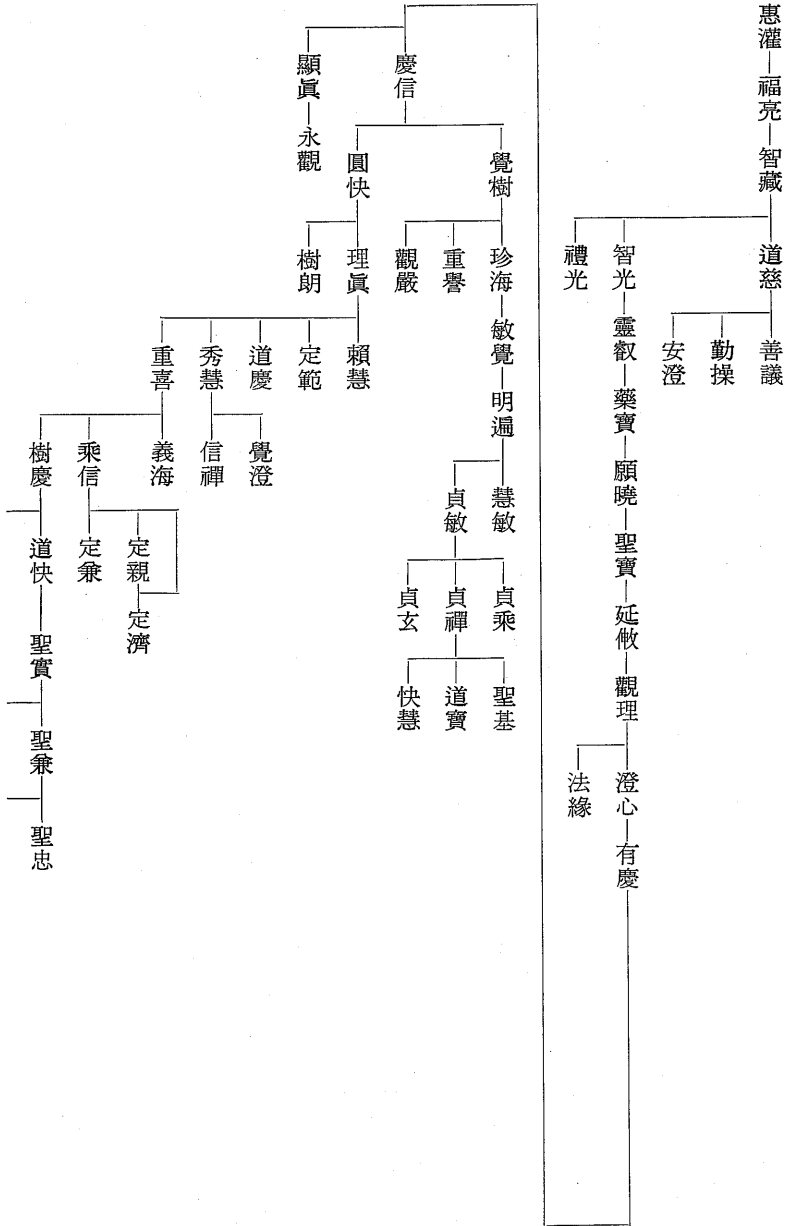 惠灌―福亮―智藏
道慈
善議
勤操
安澄
智光―靈叡―藥寶―願曉―聖寶―延敒―觀理
澄心―有慶
法緣
禮光
慶信
覺樹
珍海―敏覺―明遍
慧敏
貞敏
貞乘
貞禪
聖基
道寶
快慧
貞玄
重譽
觀嚴
圓快
理眞
賴慧
定範
道慶
秀慧
覺澄
信禪
重喜
義海
乘信
定親
定濟
定兼
樹慶
道快―聖實
聖兼
聖忠
樹朗
顯眞―永觀